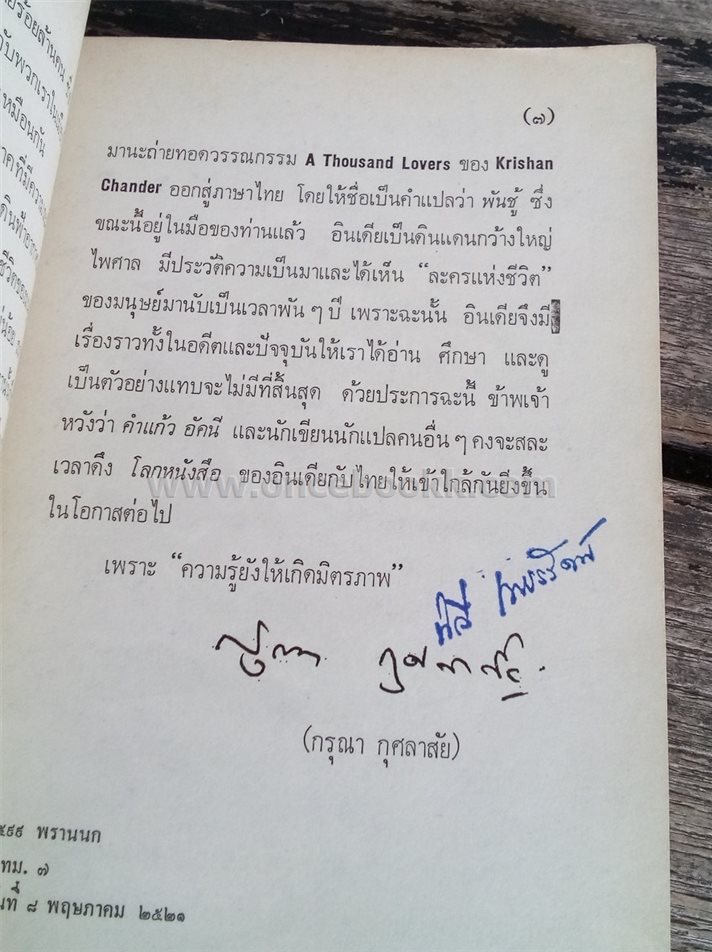 (๗)
มานะถ่ายทอดวรรณกรรม A Thousand Lovers ของ Krishan
Chander ออกสู่ภาษาไทย โดยให้ชื่อเป็นคำแปลว่า พันชู้ ซึ่ง
ขณะนี้อยู่ในมือของท่านแล้ว อินเดียเป็นดินแดนกว้างใหญ่
ไพศาล มีประวัติความเป็นมาและได้เห็น “ละครแห่งชีวิต”
ของมนุษย์มานับเป็นเวลาพัน ๆ ปี เพราะฉะนั้น อินเดียจึงมี
เรื่องราวทั้งในอดีตและปัจจุบันให้เราได้อ่าน ศึกษา และดู
เป็นตัวอย่างแทบจะไม่มีที่สิ้นสุด ด้วยประการฉะนี้ ข้าพเจ้า
หวังว่า คำแก้ว อัคนี และนักเขียนนักแปลคนอื่น ๆ คงจะสละ
เวลาดึง โลกหนังสือ ของอินเดียกับไทยให้เข้าใกล้กันยิ่งขึ้น
www.oncebookk.com
ในโอกาสต่อไป
เพราะ “ความรู้ยังให้เกิดมิตรภาพ”
(กรุณา กุศลาสัย)
๕๙๙ พรานนก
ทม. ๗
นที่ ๘ พฤษภาคม ๒๕๒๑